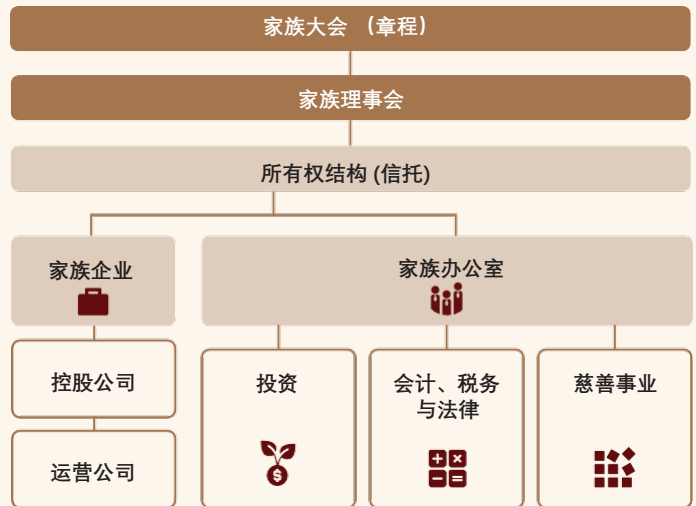 家族大会 (章程)
家族理事会
所有权结构 (信托)
家族企业
家族办公室
控股公司
运营公司
投资
$
会计、税务
与法律
慈善事业